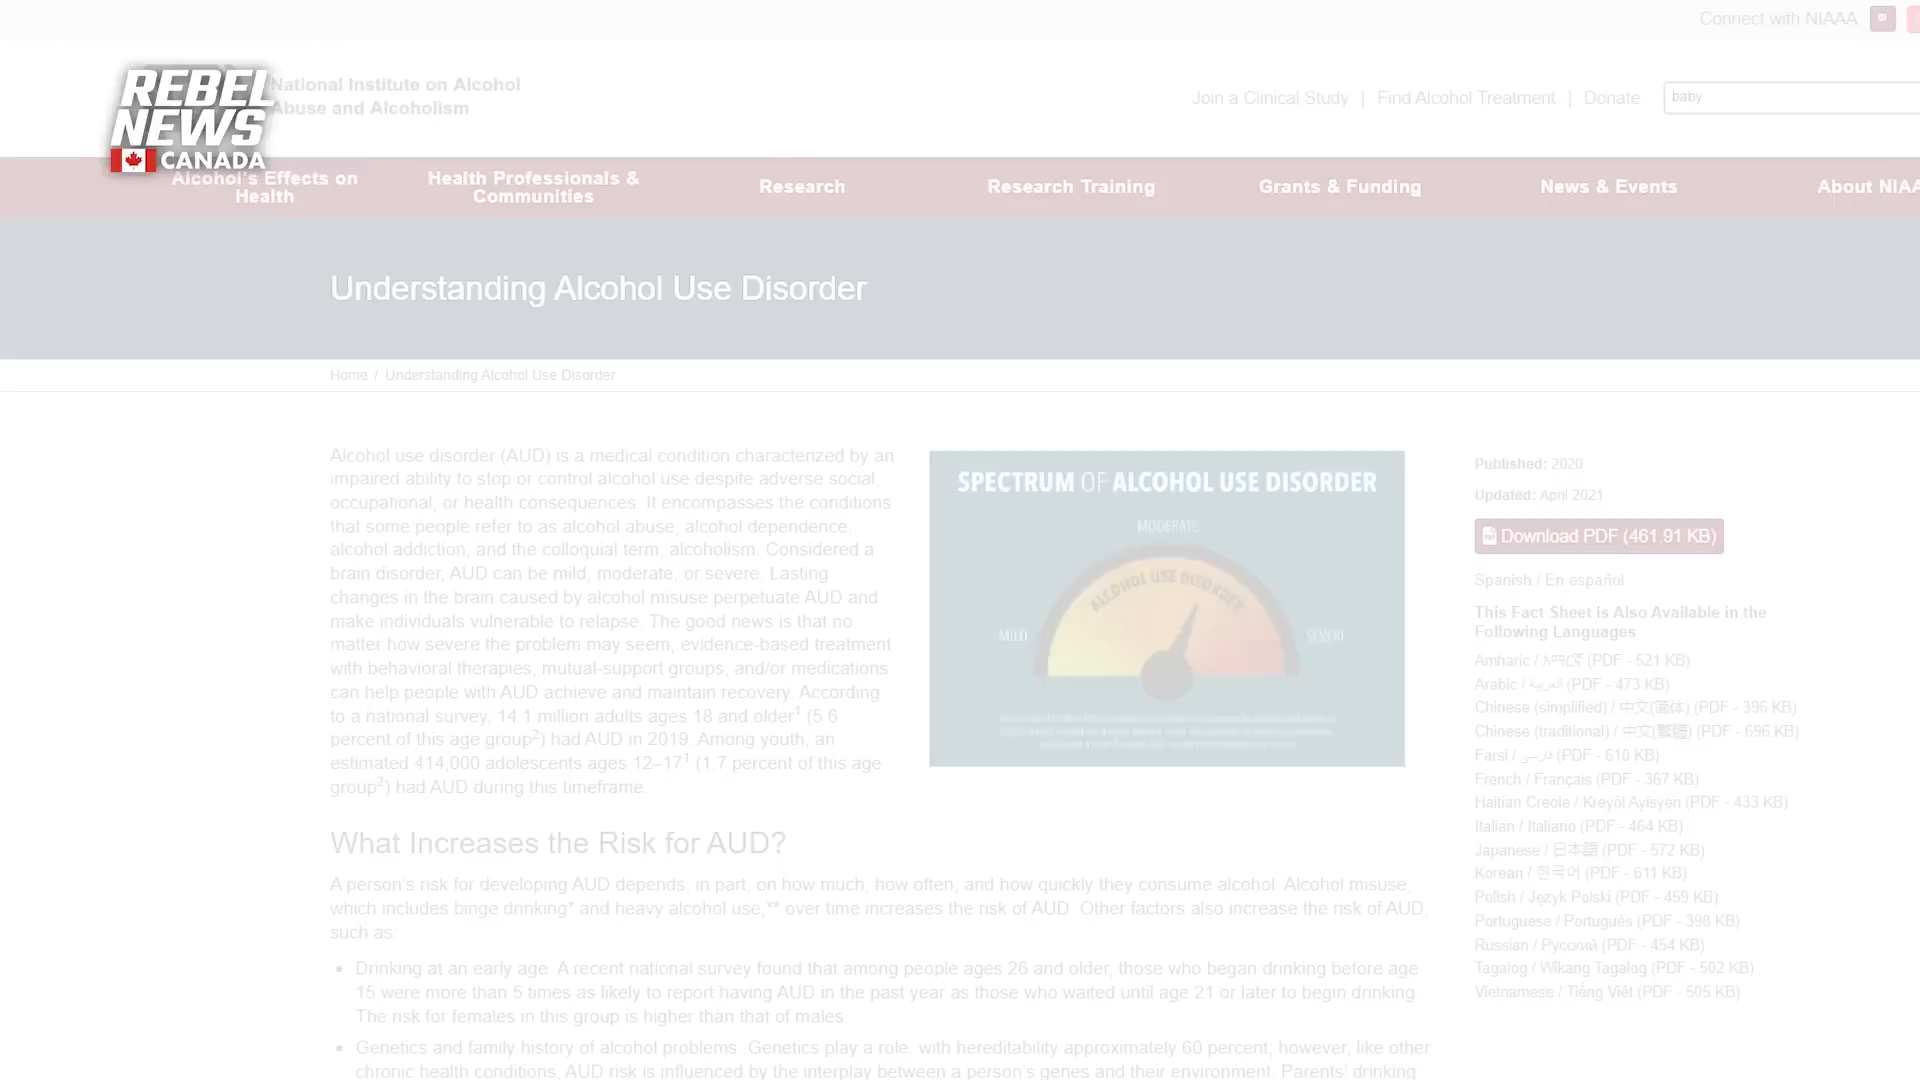 Connect with NIAAA
REBEL
NEWS
CANADA
National Institute on Alcohol
Abuse and Alcoholism
Join a Clinical Study | Find Alcohol Treatment | Donate
baby
Alcohol's Effects on
Health
Health Professionals &
Communities
Research
Research Training
Grants & Funding
News & Events
About NIAA
Understanding Alcohol Use Disorder
Home / Understanding Alcohol Use Disorder
Alcohol use disorder (AUD) is a medical condition characterized by an
impaired ability to stop or control alcohol use despite adverse social,
occupational, or health consequences. It encompasses the conditions
that some people refer to as alcohol abuse, alcohol dependence,
alcohol addiction, and the colloquial term, alcoholism. Considered a
brain disorder, AUD can be mild, moderate, or severe. Lasting
changes in the brain caused by alcohol misuse perpetuate AUD and
make individuals vulnerable to relapse. The good news is that no
matter how severe the problem may seem, evidence-based treatment
with behavioral therapies, mutual-support groups, and/or medications
can help people with AUD achieve and maintain recovery. According
to a national survey, 14.1 million adults ages 18 and older1 (5.6
percent of this age group2) had AUD in 2019. Among youth, an
estimated 414,000 adolescents ages 12–171 (1.7 percent of this age
group2) had AUD during this timeframe.
SPECTRUM OF ALCOHOL USE DISORDER
MODERATE
ALCOHOL USE DISORDER
MILD
SEVERE
Published: 2020
Updated: April 2021
Download PDF (461.91 KB)
Spanish / En español
This Fact Sheet is Also Available in the
Following Languages
Amharic / አማርኛ (PDF - 521 KB)
Arabic / العربية (PDF - 473 KB)
Chinese (simplified) / 中文(简体) (PDF - 396 KB)
Chinese (traditional) / 中文(繁體) (PDF - 696 KB)
Farsi / فارسی (PDF - 610 KB)
French / Français (PDF - 367 KB)
Haitian Creole / Kreyòl Ayisyen (PDF - 433 KB)
Italian / Italiano (PDF - 464 KB)
Japanese / 日本語 (PDF - 572 KB)
Korean / 한국어 (PDF - 611 KB)
Polish / Język Polski (PDF - 459 KB)
Portuguese / Português (PDF - 398 KB)
Russian / Русский (PDF - 454 KB)
Tagalog / Wikang Tagalog (PDF - 502 KB)
Vietnamese / Tiếng Việt (PDF - 505 KB)
What Increases the Risk for AUD?
A person's risk for developing AUD depends, in part, on how much, how often, and how quickly they consume alcohol. Alcohol misuse,
which includes binge drinking* and heavy alcohol use,** over time increases the risk of AUD. Other factors also increase the risk of AUD,
such as:
Drinking at an early age. A recent national survey found that among people ages 26 and older, those who began drinking before age
15 were more than 5 times as likely to report having AUD in the past year as those who waited until age 21 or later to begin drinking.
The risk for females in this group is higher than that of males.
Genetics and family history of alcohol problems. Genetics play a role, with hereditability approximately 60 percent; however, like other
chronic health conditions, AUD risk is influenced by the interplay between a person's genes and their environment. Parents' drinking